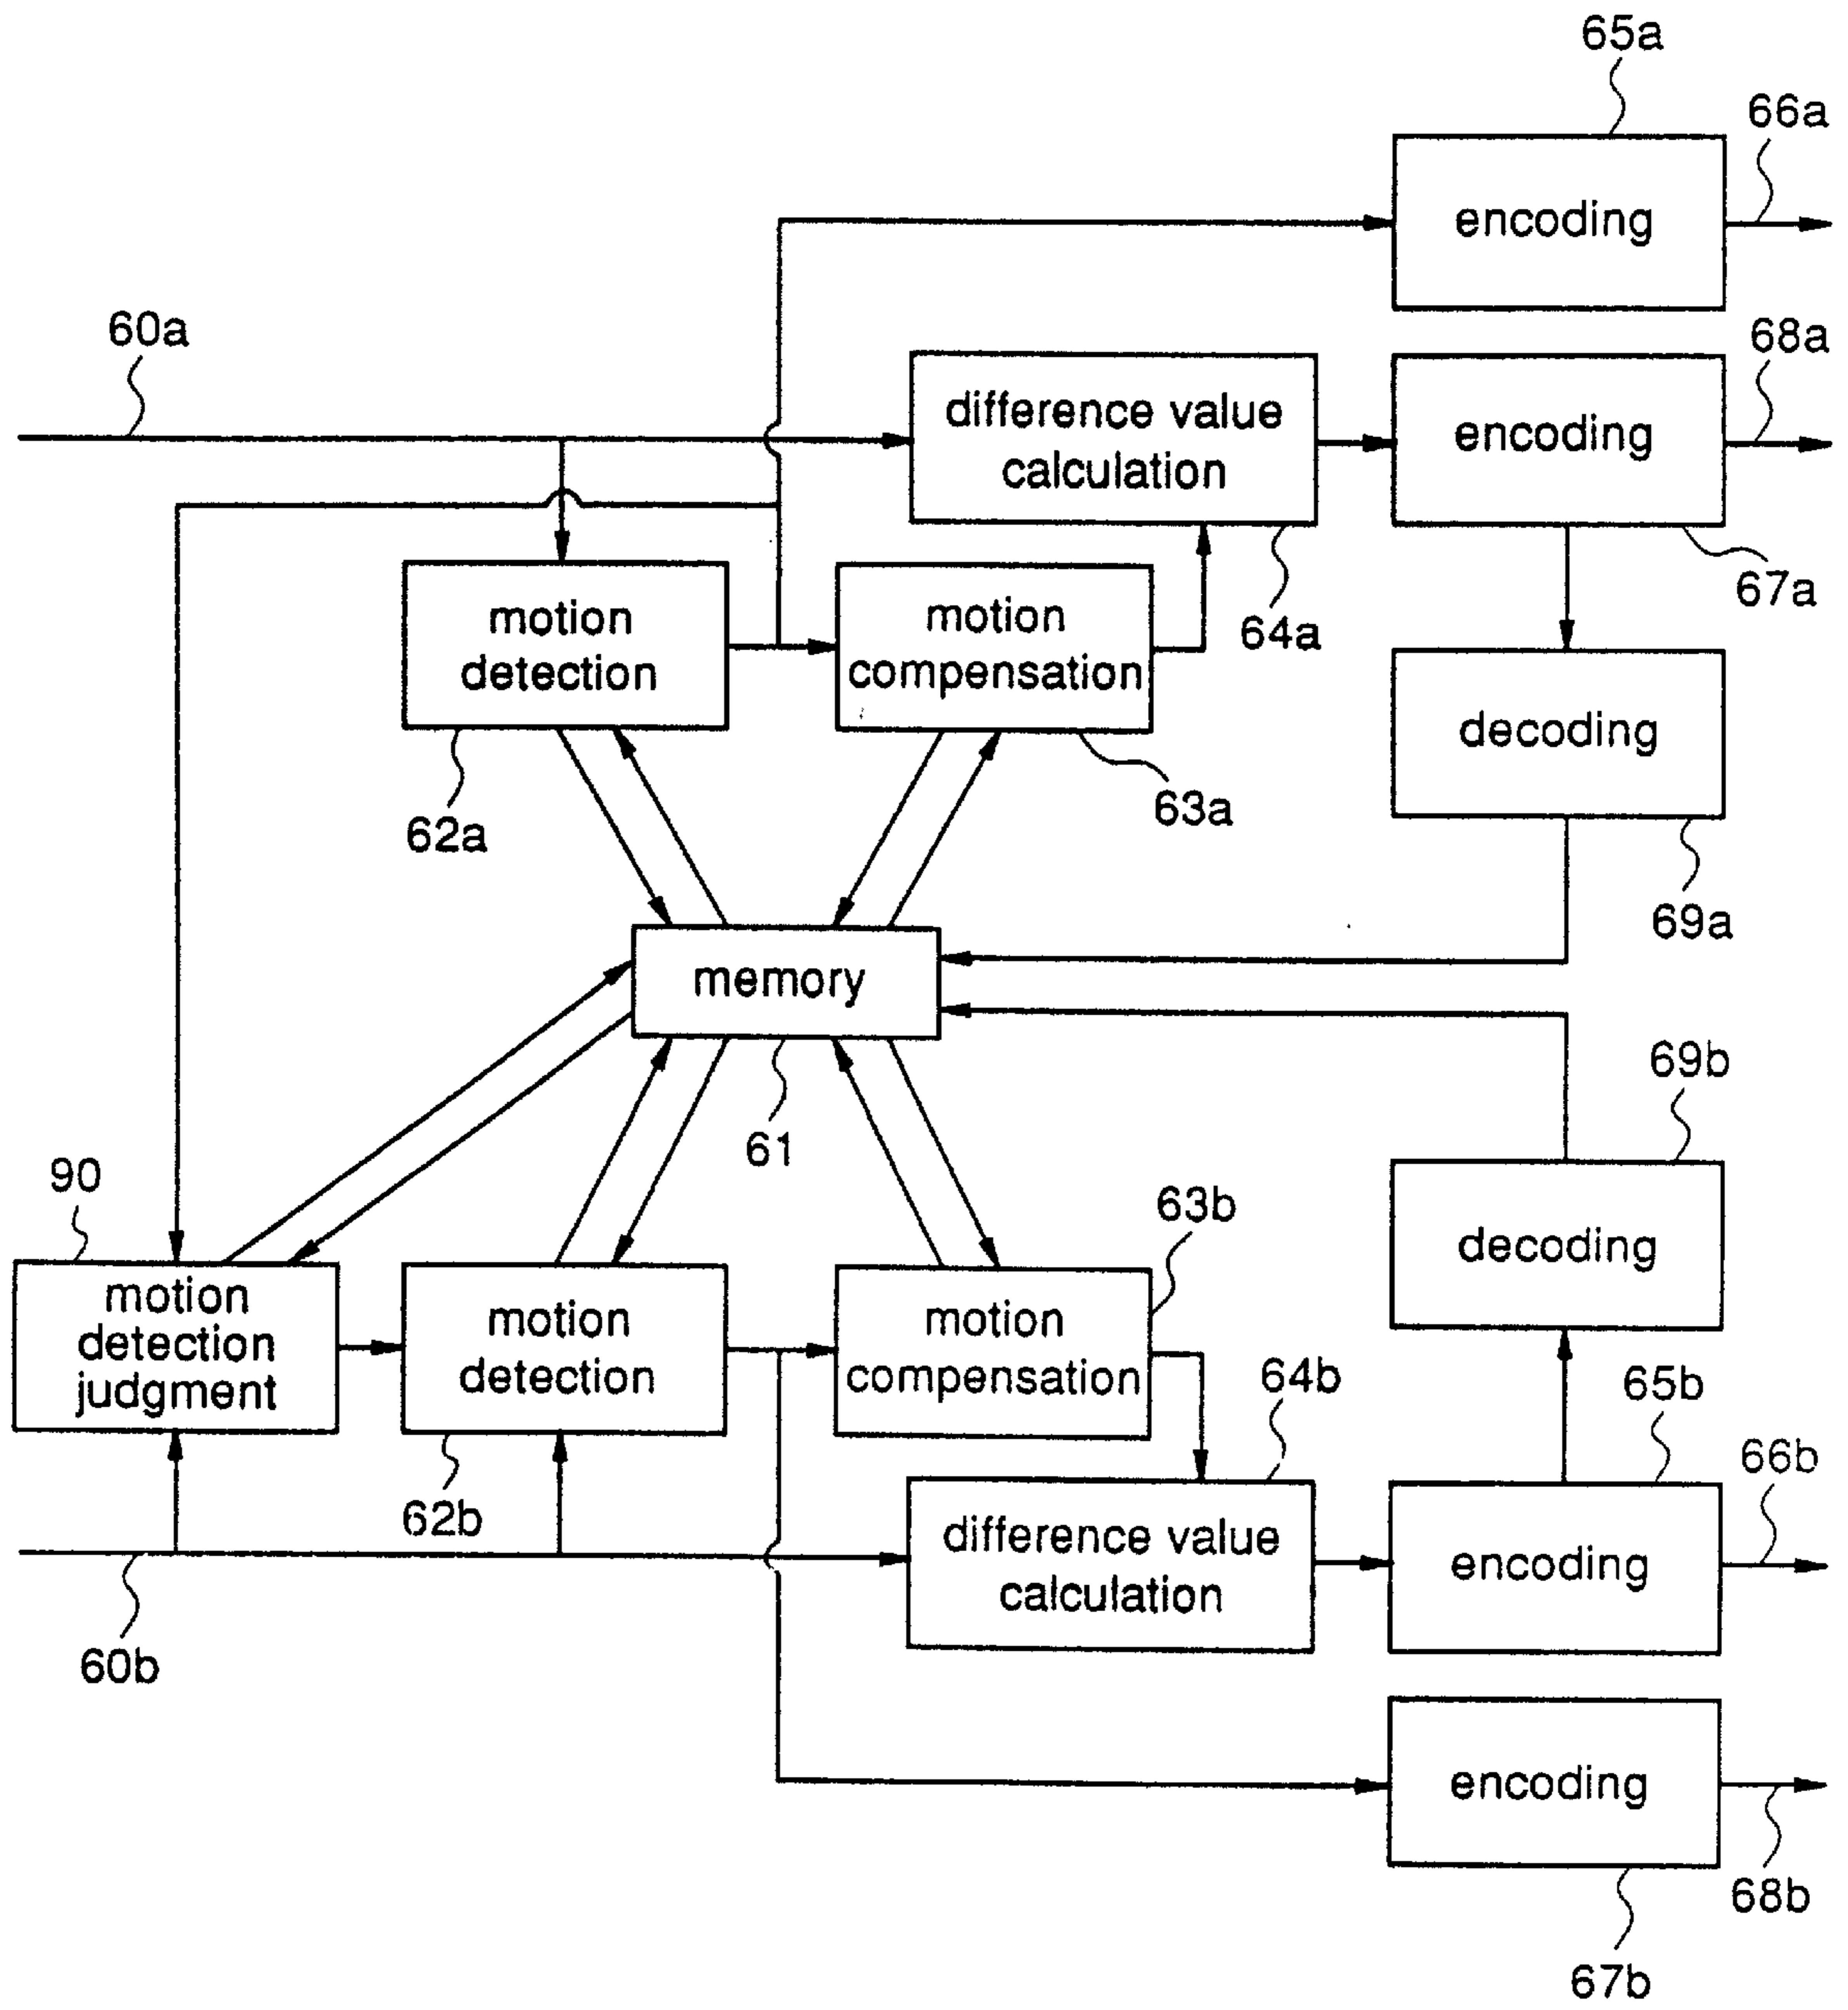 65a
66a
encoding
60a
68a
difference value
calculation
encoding
67a
motion
detection
motion
compensation
64a
decoding
62a
63a
69a
memory
61
69b
90
63b
decoding
motion
detection
judgment
motion
detection
motion
compensation
64b
65b
66b
62b
difference value
calculation
encoding
60b
encoding
68b
67b